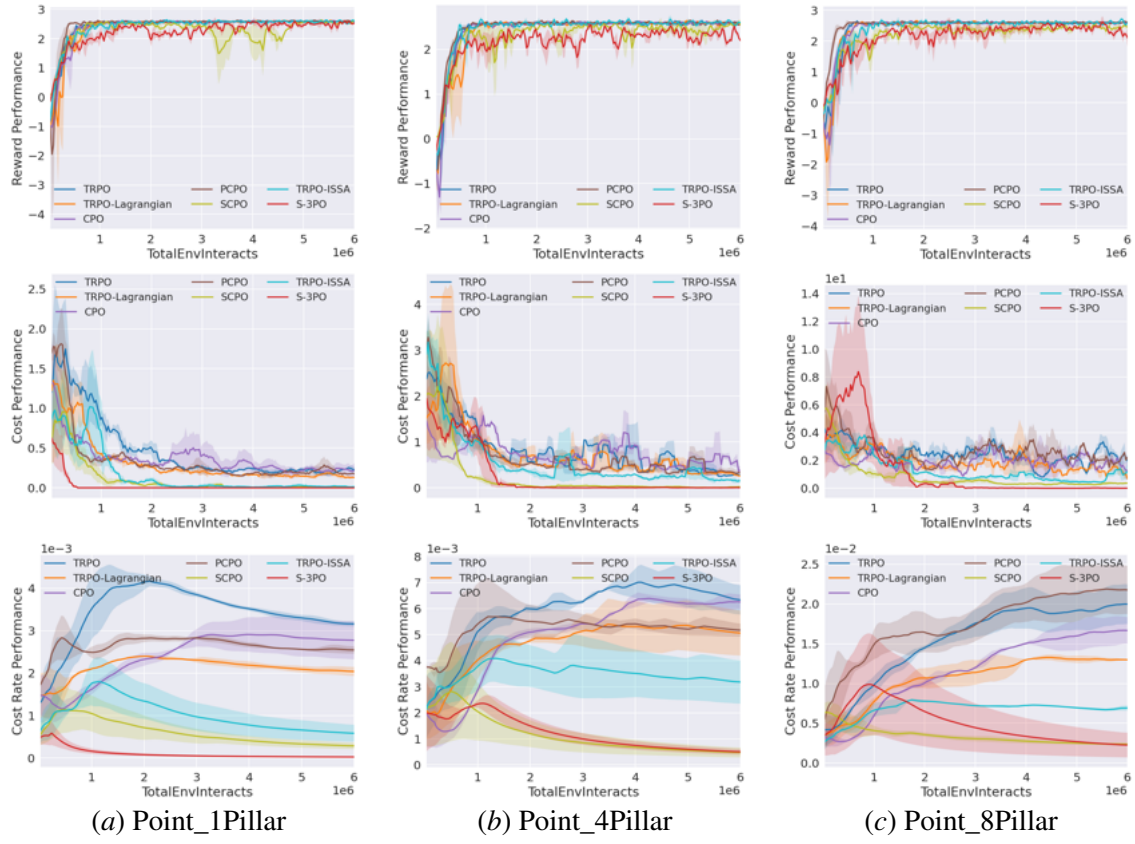 3
2
1
0
−1
−2
−3
−4
Reward Performance
TRPO
TRPO-Lagrangian
CPO
PCPO
SCPO
TRPO-ISSA
S-3PO
1 2 3 4 5 6
TotalEnvInteracts
1e6
2
1
0
−1
−2
Reward Performance
TRPO
TRPO-Lagrangian
CPO
PCPO
SCPO
TRPO-ISSA
S-3PO
1 2 3 4 5 6
TotalEnvInteracts
1e6
3
2
1
0
−1
−2
−3
−4
Reward Performance
TRPO
TRPO-Lagrangian
CPO
PCPO
SCPO
TRPO-ISSA
S-3PO
1 2 3 4 5 6
TotalEnvInteracts
1e6
2.5
2.0
1.5
1.0
0.5
0.0
Cost Performance
TRPO
TRPO-Lagrangian
CPO
PCPO
SCPO
TRPO-ISSA
S-3PO
1 2 3 4 5 6
TotalEnvInteracts
1e6
4
3
2
1
0
Cost Performance
TRPO
TRPO-Lagrangian
CPO
PCPO
SCPO
TRPO-ISSA
S-3PO
1 2 3 4 5 6
TotalEnvInteracts
1e6
1e1
1.4
1.2
1.0
0.8
0.6
0.4
0.2
0.0
Cost Performance
TRPO
TRPO-Lagrangian
CPO
PCPO
SCPO
TRPO-ISSA
S-3PO
1 2 3 4 5 6
TotalEnvInteracts
1e6
1e−3
4
3
2
1
0
Cost Rate Performance
TRPO
TRPO-Lagrangian
CPO
PCPO
SCPO
TRPO-ISSA
S-3PO
1 2 3 4 5 6
TotalEnvInteracts
1e6
1e−3
8
7
6
5
4
3
2
1
0
Cost Rate Performance
TRPO
TRPO-Lagrangian
CPO
PCPO
SCPO
TRPO-ISSA
S-3PO
1 2 3 4 5 6
TotalEnvInteracts
1e6
1e−2
2.5
2.0
1.5
1.0
0.5
0.0
Cost Rate Performance
TRPO
TRPO-Lagrangian
CPO
PCPO
SCPO
TRPO-ISSA
S-3PO
1 2 3 4 5 6
TotalEnvInteracts
1e6
(a) Point_1Pillar
(b) Point_4Pillar
(c) Point_8Pillar